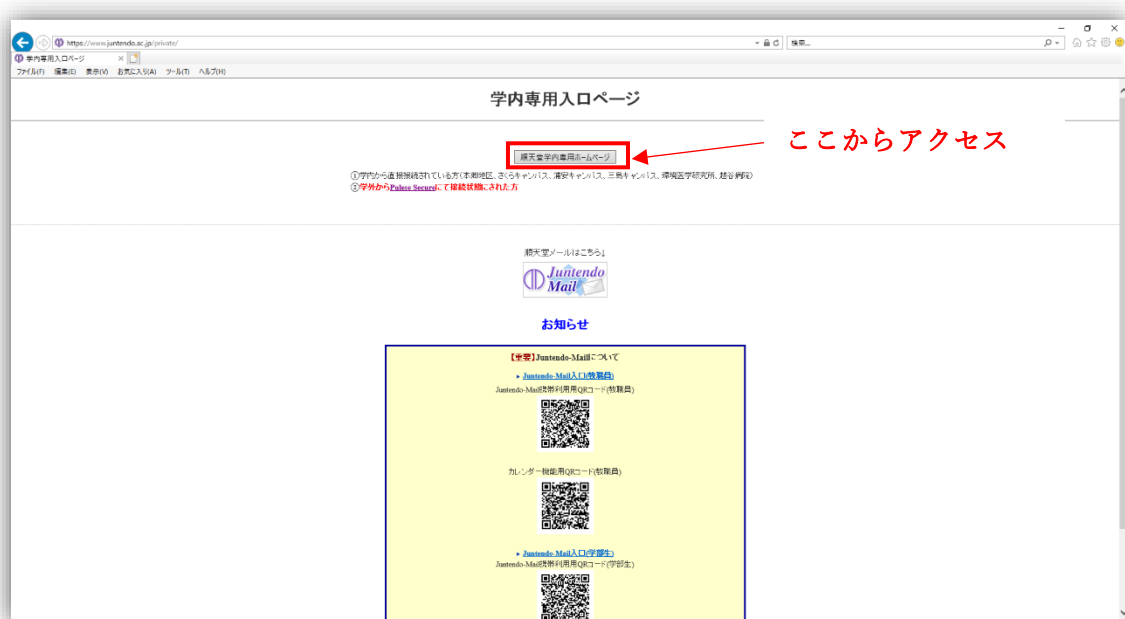 https://www.juntendo.ac.jp/private/
検索...
学内専用入口ページ
ファイル(F) 編集(E) 表示(V) お気に入り(A) ツール(T) ヘルプ(H)
学内専用入口ページ
ここからアクセス
順天堂学内専用ホームページ
①学内から直接接続されている方(本郷地区、さくらキャンパス、浦安キャンパス、三島キャンパス、環境医学研究所、越谷病院)
②学外からPulese Secureにて接続状態にされた方
順天堂メールはこちら↓
Juntendo
Mail
お知らせ
【重要】Juntendo-Mailについて
▸ Juntendo-Mail入口(教職員)
Juntendo-Mail携帯利用用QRコード(教職員)
カレンダー機能用QRコード(教職員)
▸ Juntendo-Mail入口(学部生)
Juntendo-Mail携帯利用用QRコード(学部生)